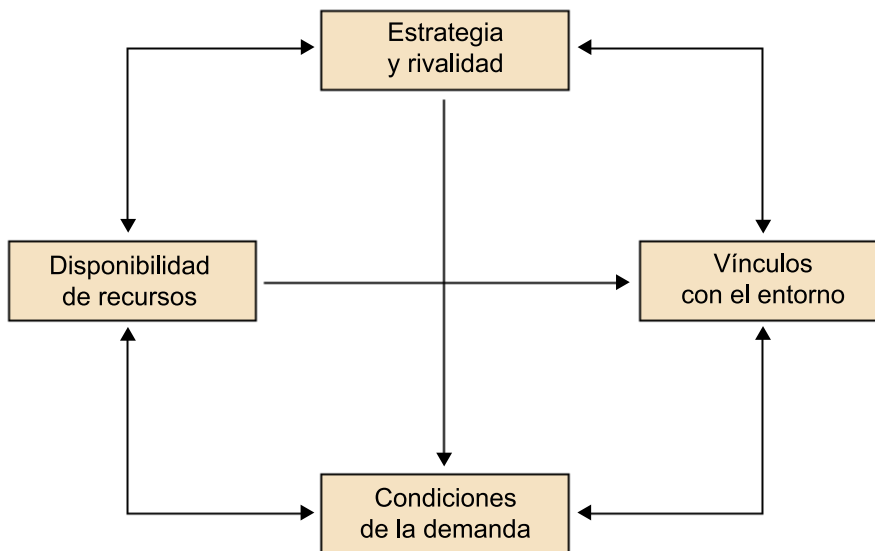 Estrategia
y rivalidad
Disponibilidad
de recursos
Vínculos
con el entorno
Condiciones
de la demanda